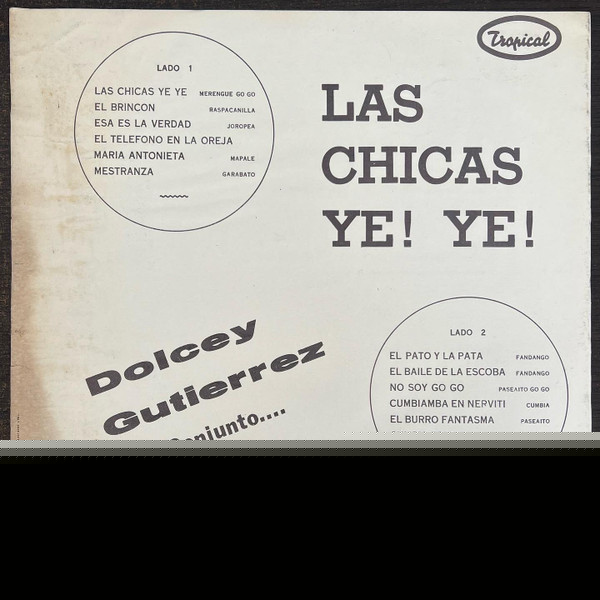 Tropical
LAS
CHICAS
YE! YE!
LADO 1
LAS CHICAS YE YE MERENGUE GO GO
EL BRINCON RASPACANILLA
ESA ES LA VERDAD JOROPEA
EL TELEFONO EN LA OREJA
MARIA ANTONIETA MAPALE
MESTRANZA GARABATO
Dolcey
Gutierrez
Conjunto....
LADO 2
EL PATO Y LA PATA FANDANGO
EL BAILE DE LA ESCOBA FANDANGO
NO SOY GO GO PASEAITO GO GO
CUMBIAMBA EN NERVITI CUMBIA
EL BURRO FANTASMA PASEAITO